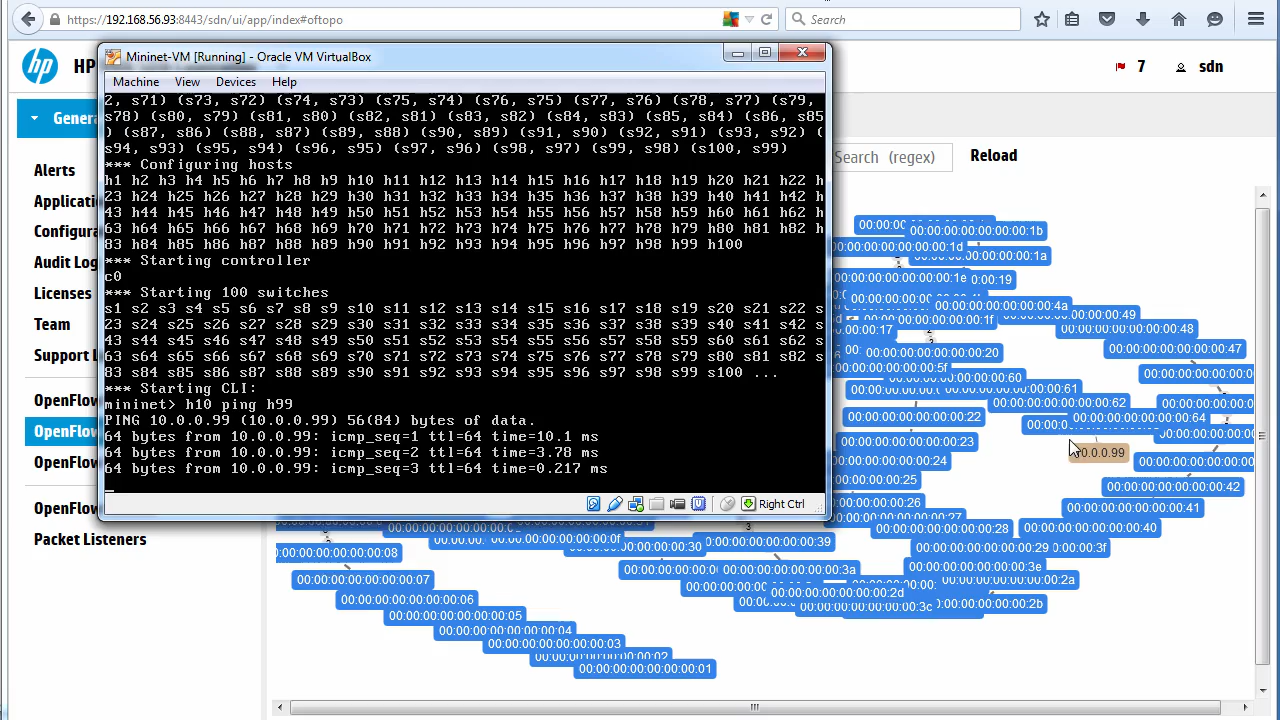 https://192.168.56.93:8443/sdn/ui/app/index#oftopo
Search
hp
HP
7
sdn
Mininet-VM [Running] - Oracle VM VirtualBox
Machine View Devices Help
2, s71) (s73, s72) (s74, s73) (s75, s74) (s76, s75) (s77, s76) (s78, s77) (s79,
s78) (s80, s79) (s81, s80) (s82, s81) (s83, s82) (s84, s83) (s85, s84) (s86, s85
) (s87, s86) (s88, s87) (s89, s88) (s90, s89) (s91, s90) (s92, s91) (s93, s92) (
s94, s93) (s95, s94) (s96, s95) (s97, s96) (s98, s97) (s99, s98) (s100, s99)
*** Configuring hosts
h1 h2 h3 h4 h5 h6 h7 h8 h9 h10 h11 h12 h13 h14 h15 h16 h17 h18 h19 h20 h21 h22 h
23 h24 h25 h26 h27 h28 h29 h30 h31 h32 h33 h34 h35 h36 h37 h38 h39 h40 h41 h42 h
43 h44 h45 h46 h47 h48 h49 h50 h51 h52 h53 h54 h55 h56 h57 h58 h59 h60 h61 h62 h
63 h64 h65 h66 h67 h68 h69 h70 h71 h72 h73 h74 h75 h76 h77 h78 h79 h80 h81 h82 h
83 h84 h85 h86 h87 h88 h89 h90 h91 h92 h93 h94 h95 h96 h97 h98 h99 h100
*** Starting controller
c0
*** Starting 100 switches
s1 s2 s3 s4 s5 s6 s7 s8 s9 s10 s11 s12 s13 s14 s15 s16 s17 s18 s19 s20 s21 s22 s
23 s24 s25 s26 s27 s28 s29 s30 s31 s32 s33 s34 s35 s36 s37 s38 s39 s40 s41 s42 s
43 s44 s45 s46 s47 s48 s49 s50 s51 s52 s53 s54 s55 s56 s57 s58 s59 s60 s61 s62 s
63 s64 s65 s66 s67 s68 s69 s70 s71 s72 s73 s74 s75 s76 s77 s78 s79 s80 s81 s82 s
83 s84 s85 s86 s87 s88 s89 s90 s91 s92 s93 s94 s95 s96 s97 s98 s99 s100 ...
*** Starting CLI:
mininet> h10 ping h99
PING 10.0.0.99 (10.0.0.99) 56(84) bytes of data.
64 bytes from 10.0.0.99: icmp_seq=1 ttl=64 time=10.1 ms
64 bytes from 10.0.0.99: icmp_seq=2 ttl=64 time=3.78 ms
64 bytes from 10.0.0.99: icmp_seq=3 ttl=64 time=0.217 ms
Right Ctrl
Genera
Alerts
Applicatio
Configura
Audit Log
Licenses
Team
Support L
OpenFlow
OpenFlow
OpenFlow
OpenFlow
Packet Listeners
Search (regex)
Reload
:00:00:1b
00:00:00:00:1d
:00:00:00:00:1a
00:00:00:00:1e
:00:19
:00:00:4a
:49
00:00:00:00:1f
00:00:00:00:00:00:00:48
:00:17
00:00:00:00:00:00:00:47
00:00:00:00:00:00:00:20
:00:00:00:00:5f
:00:00:00:60
:61
00:00:00:00:00:00:00:62
00:00:00:00:00:00:00:22
00:00:00:00:00:00:00:64
00:00:00:00:00:00:00:23
0.0.0.99
:24
:25
00:00:00:00:00:00:00:42
:26
00:00:00:00:00:00:00:41
:27
00:00:00:00:00:00:00:28
00:00:00:00:00:00:00:40
00:00:00:00:00:00:00:29
:00:3f
:00:00:00:00:00:0f
:30
:00:00:00:00:00:00:39
:00:00:00:00:00:00:08
00:00:00:00:00:00:00:3a
00:00:00:00:00:00:00:3e
00:00:00:00:00:00:00:07
:00:00:00:00:00:00:2a
00:00:00:00:00:00:00:2d
00:00:00:00:00:00:00:06
00:00:00:00:00:00:00:3c
:00:00:00:00:00:2b
00:00:00:00:00:00:00:05
00:00:00:00:00:00:00:04
00:00:00:00:00:00:00:03
00:00:00:00:00:00:00:02
00:00:00:00:00:00:00:01